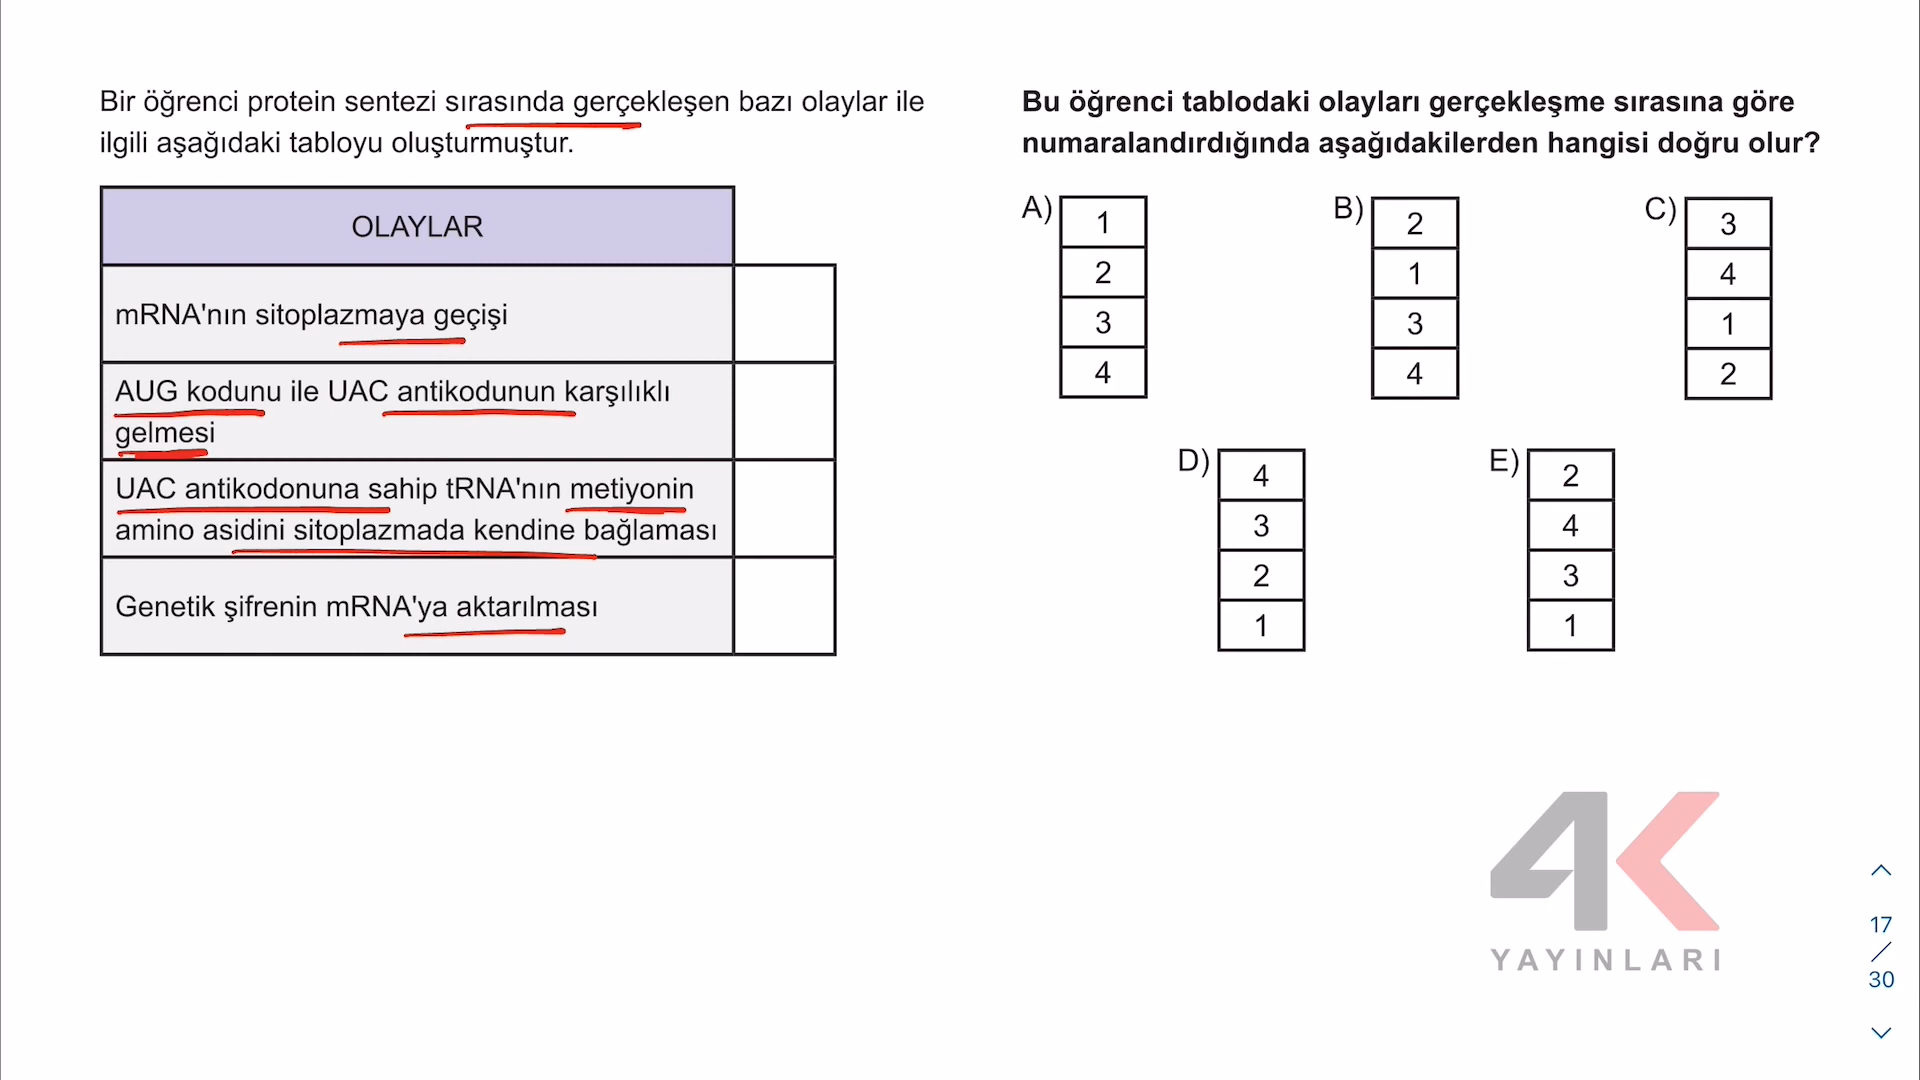 Bir öğrenci protein sentezi sırasında gerçekleşen bazı olaylar ile
ilgili aşağıdaki tabloyu oluşturmuştur.
OLAYLAR
mRNA'nın sitoplazmaya geçişi
AUG kodunu ile UAC antikodunun karşılıklı
gelmesi
UAC antikodonuna sahip tRNA'nın metiyonin
amino asidini sitoplazmada kendine bağlaması
Genetik şifrenin mRNA'ya aktarılması
Bu öğrenci tablodaki olayları gerçekleşme sırasına göre
numaralandırdığında aşağıdakilerden hangisi doğru olur?
A)
1
2
3
4
B)
2
1
3
4
C)
3
4
1
2
D)
4
3
2
1
E)
2
4
3
1
4K
YAYINLARI
17
/
30